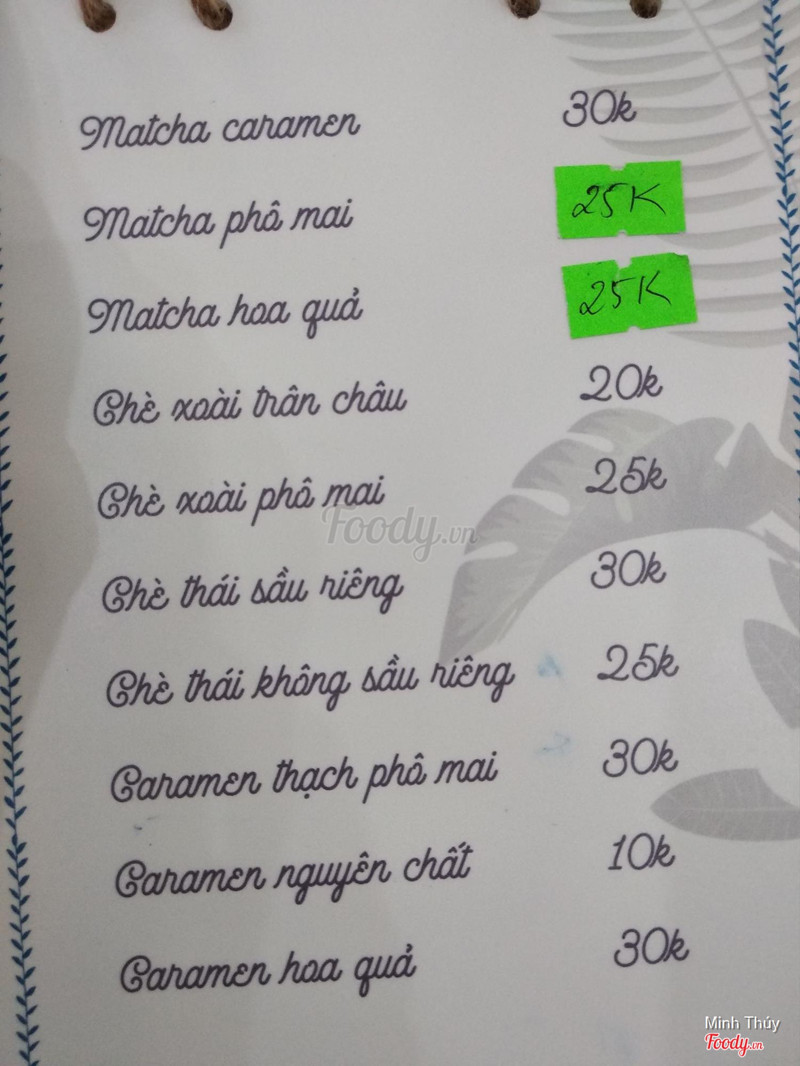 Matcha caramen 30k
Matcha phô mai 25K
Matcha hoa quả 25K
Chè xoài trân châu 20k
Chè xoài phô mai 25k
Foody.vn
Chè thái sầu riêng 30k
Chè thái không sầu riêng 25k
Caramen thạch phô mai 30k
Caramen nguyên chất 10k
Caramen hoa quả 30k
Minh Thúy
Foody.vn